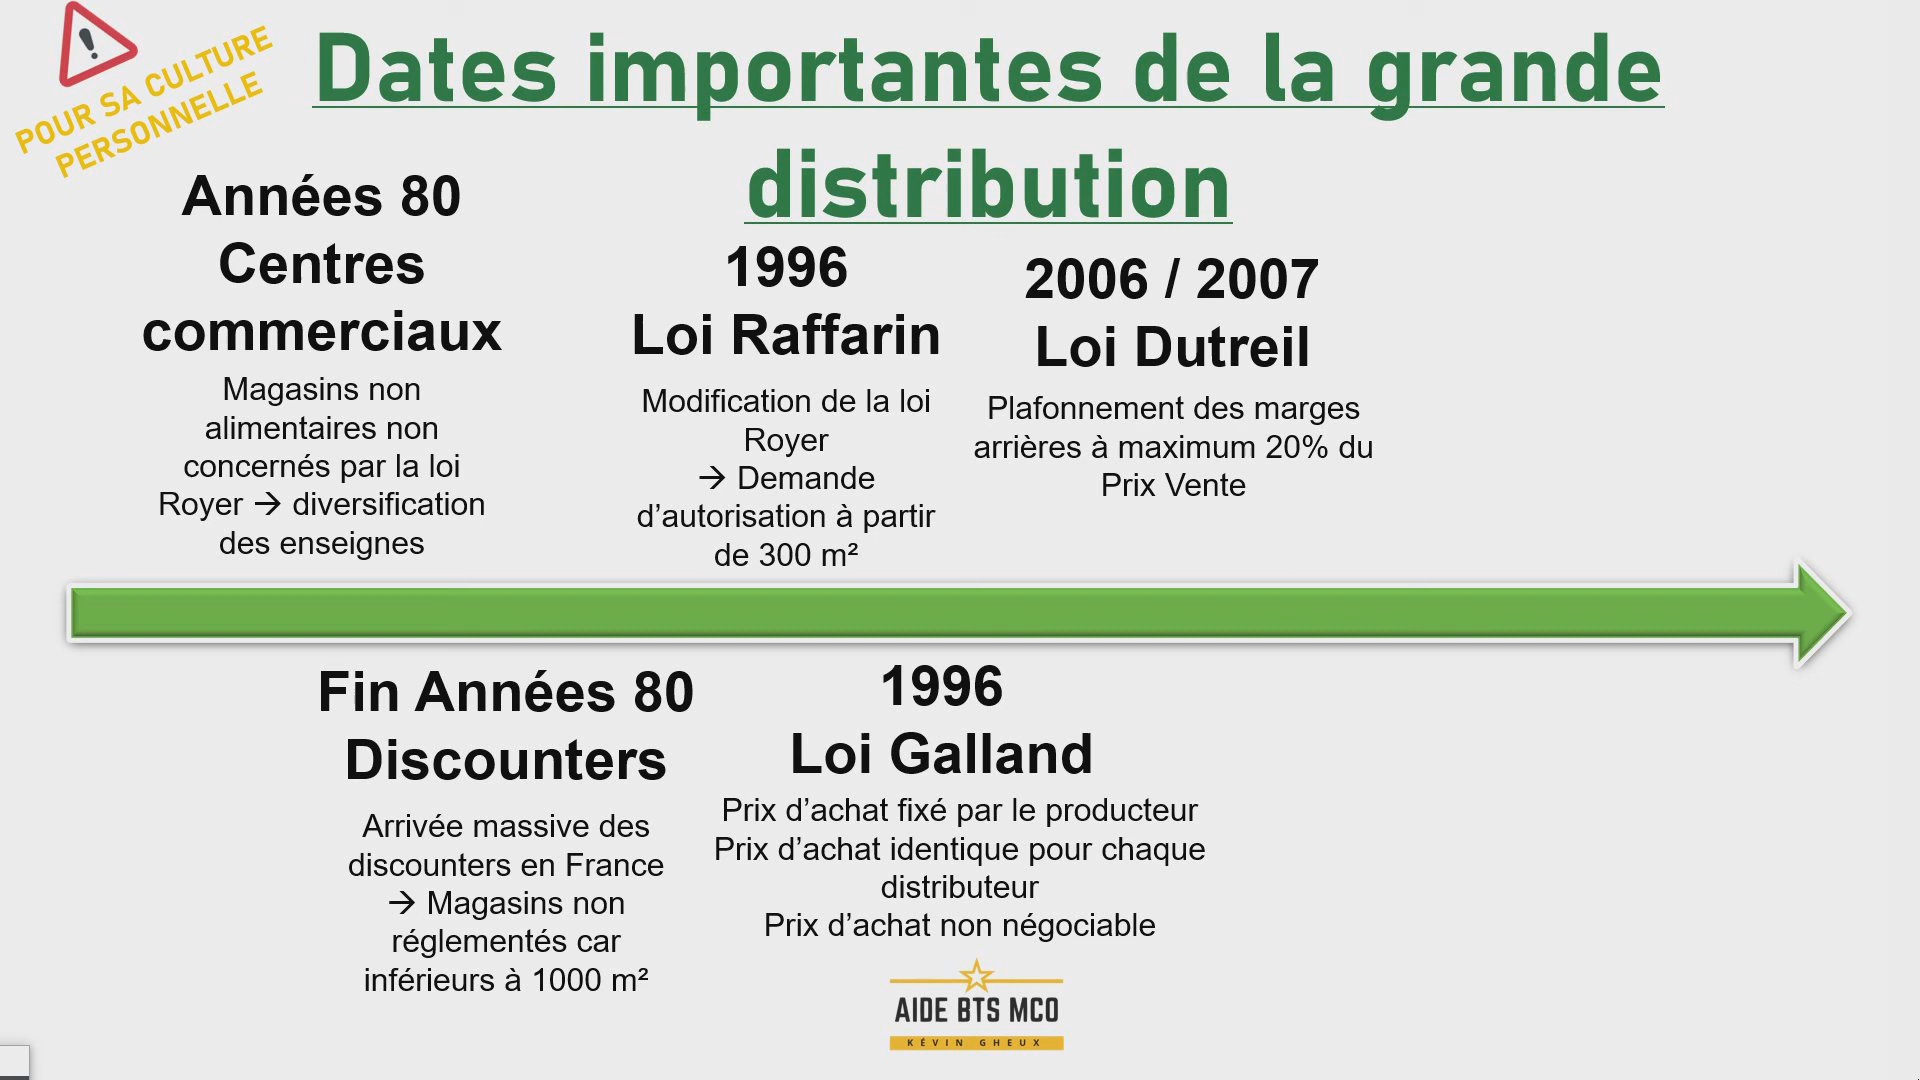 POUR SA CULTURE
PERSONNELLE
Dates importantes de la grande
distribution
Années 80
Centres
commerciaux
Magasins non
alimentaires non
concernés par la loi
Royer → diversification
des enseignes
1996
Loi Raffarin
Modification de la loi
Royer
→ Demande
d’autorisation à partir
de 300 m²
2006 / 2007
Loi Dutreil
Plafonnement des marges
arrières à maximum 20% du
Prix Vente
Fin Années 80
Discounters
Arrivée massive des
discounters en France
→ Magasins non
réglementés car
inférieurs à 1000 m²
1996
Loi Galland
Prix d’achat fixé par le producteur
Prix d’achat identique pour chaque
distributeur
Prix d’achat non négociable
AIDE BTS MCO
KÉVIN GHEUX